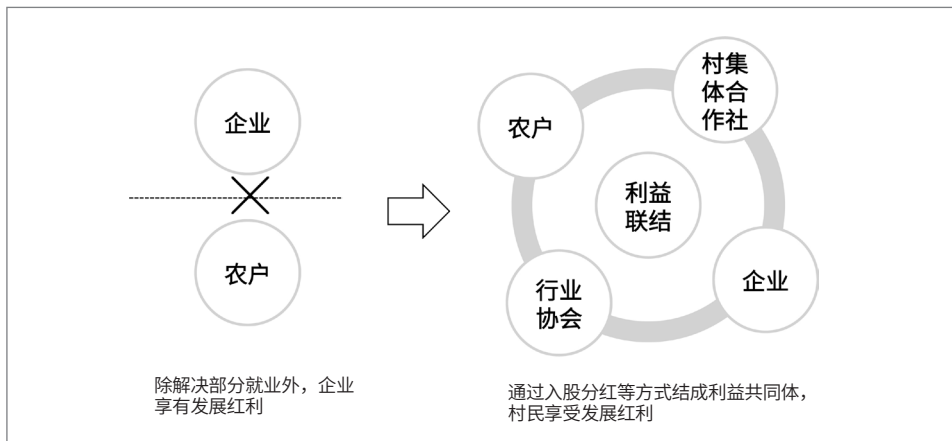 企业
农户
除解决部分就业外，企业
享有发展红利
村集
体合
作社
农户
利益
联结
企业
行业
协会
通过入股分红等方式结成利益共同体，
村民享受发展红利